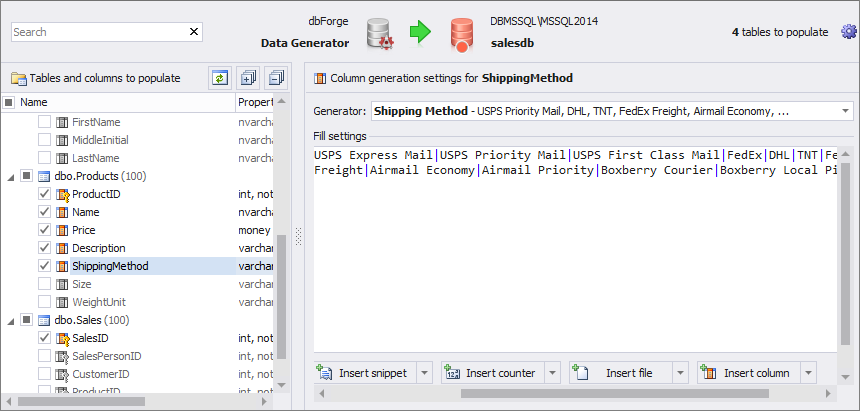 Search
dbForge
Data Generator
DBMSSQL\MSSQL2014
salesdb
4 tables to populate
Tables and columns to populate
Name Propert
FirstName nvarcha
MiddleInitial nvarcha
LastName nvarcha
dbo.Products (100)
ProductID int, not
Name nvarcha
Price money
Description varchar
ShippingMethod varchar
Size varchar
WeightUnit varchar
dbo.Sales (100)
SalesID int, not
SalesPersonID int, not
CustomerID int, not
ProductID int, not
Column generation settings for ShippingMethod
Generator: Shipping Method - USPS Priority Mail, DHL, TNT, FedEx Freight, Airmail Economy, ...
Fill settings
USPS Express Mail|USPS Priority Mail|USPS First Class Mail|FedEx|DHL|TNT|Fe
Freight|Airmail Economy|Airmail Priority|Boxberry Courier|Boxberry Local Pi
Insert snippet Insert counter Insert file Insert column